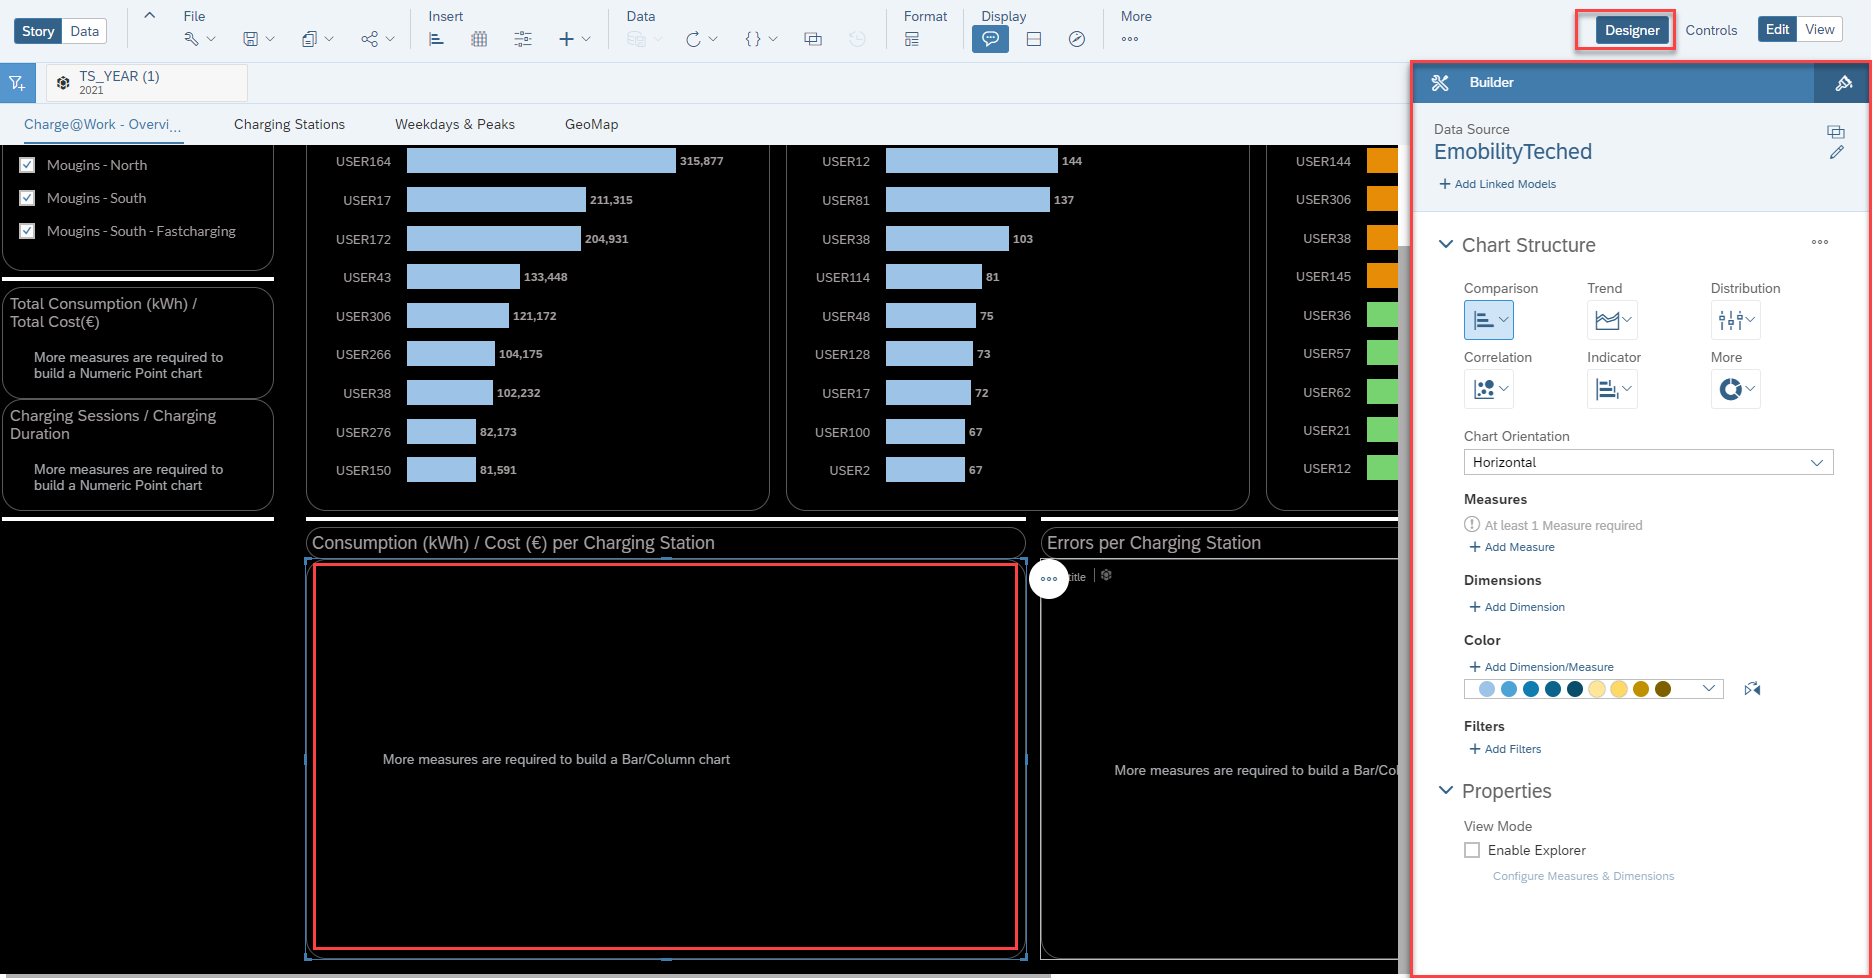 Story
Data
File
Insert
Data
Format
Display
More
Designer
Controls
Edit
View
TS_YEAR (1)
2021
Charge@Work - Overvi...
Charging Stations
Weekdays & Peaks
GeoMap
Mougins - North
Mougins - South
Mougins - South - Fastcharging
Total Consumption (kWh) /
Total Cost(€)
More measures are required to
build a Numeric Point chart
Charging Sessions / Charging
Duration
More measures are required to
build a Numeric Point chart
USER164 315,877
USER17 211,315
USER172 204,931
USER43 133,448
USER306 121,172
USER266 104,175
USER38 102,232
USER276 82,173
USER150 81,591
USER12 144
USER81 137
USER38 103
USER114 81
USER48 75
USER128 73
USER17 72
USER100 67
USER2 67
USER144
USER306
USER38
USER145
USER36
USER57
USER62
USER21
USER12
Consumption (kWh) / Cost (€) per Charging Station
More measures are required to build a Bar/Column chart
Errors per Charging Station
title
More measures are required to build a Bar/Col
Builder
Data Source
EmobilityTeched
+ Add Linked Models
Chart Structure
Comparison
Trend
Distribution
Correlation
Indicator
More
Chart Orientation
Horizontal
Measures
At least 1 Measure required
+ Add Measure
Dimensions
+ Add Dimension
Color
+ Add Dimension/Measure
Filters
+ Add Filters
Properties
View Mode
Enable Explorer
Configure Measures & Dimensions